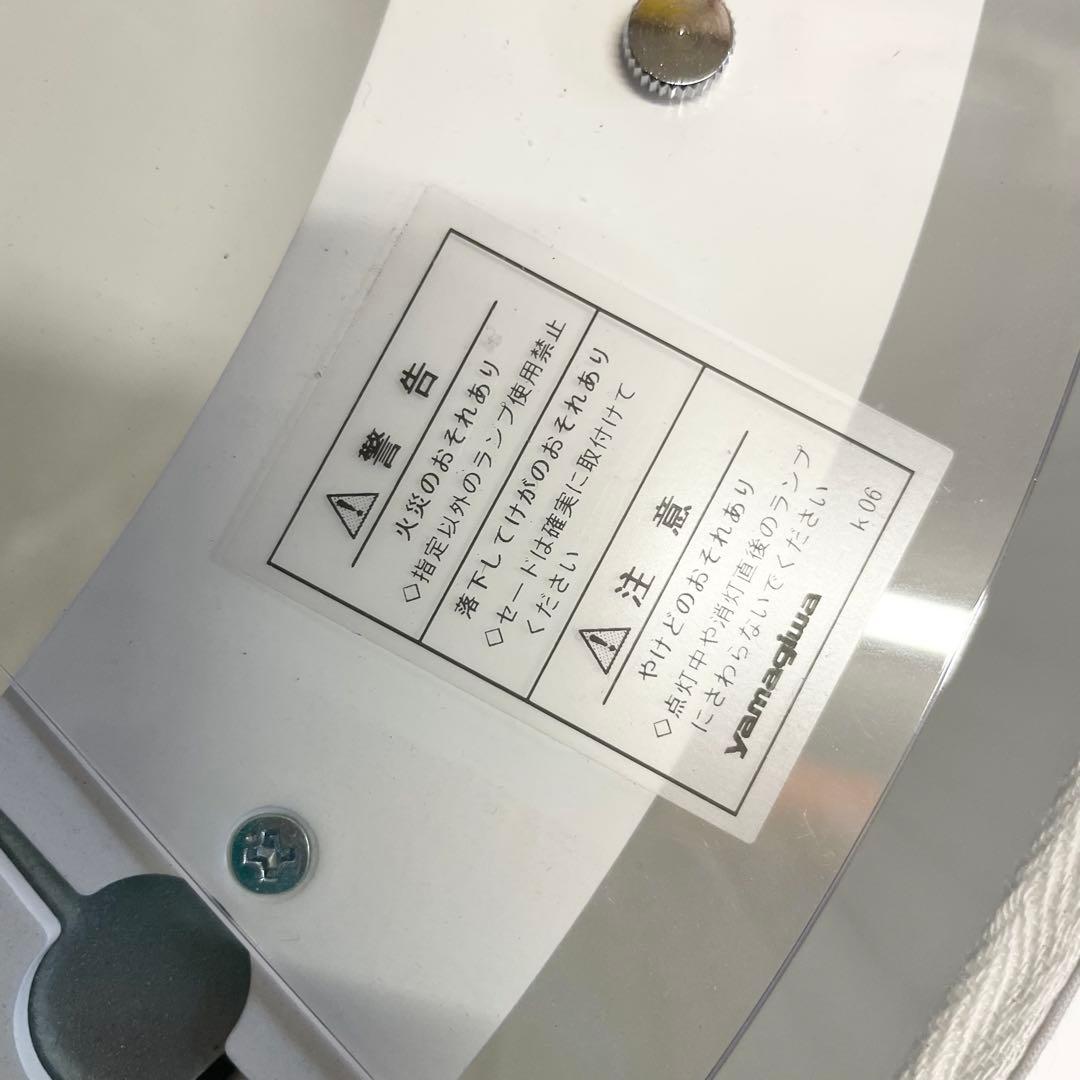 警告
火災のおそれあり
◇指定以外のランプ使用禁止
落下してけがのおそれあり
◇セードは確実に取付けて
ください
注意
やけどのおそれあり
◇点灯中や消灯直後のランプ
にさわらないでください
yamagiwa
k06